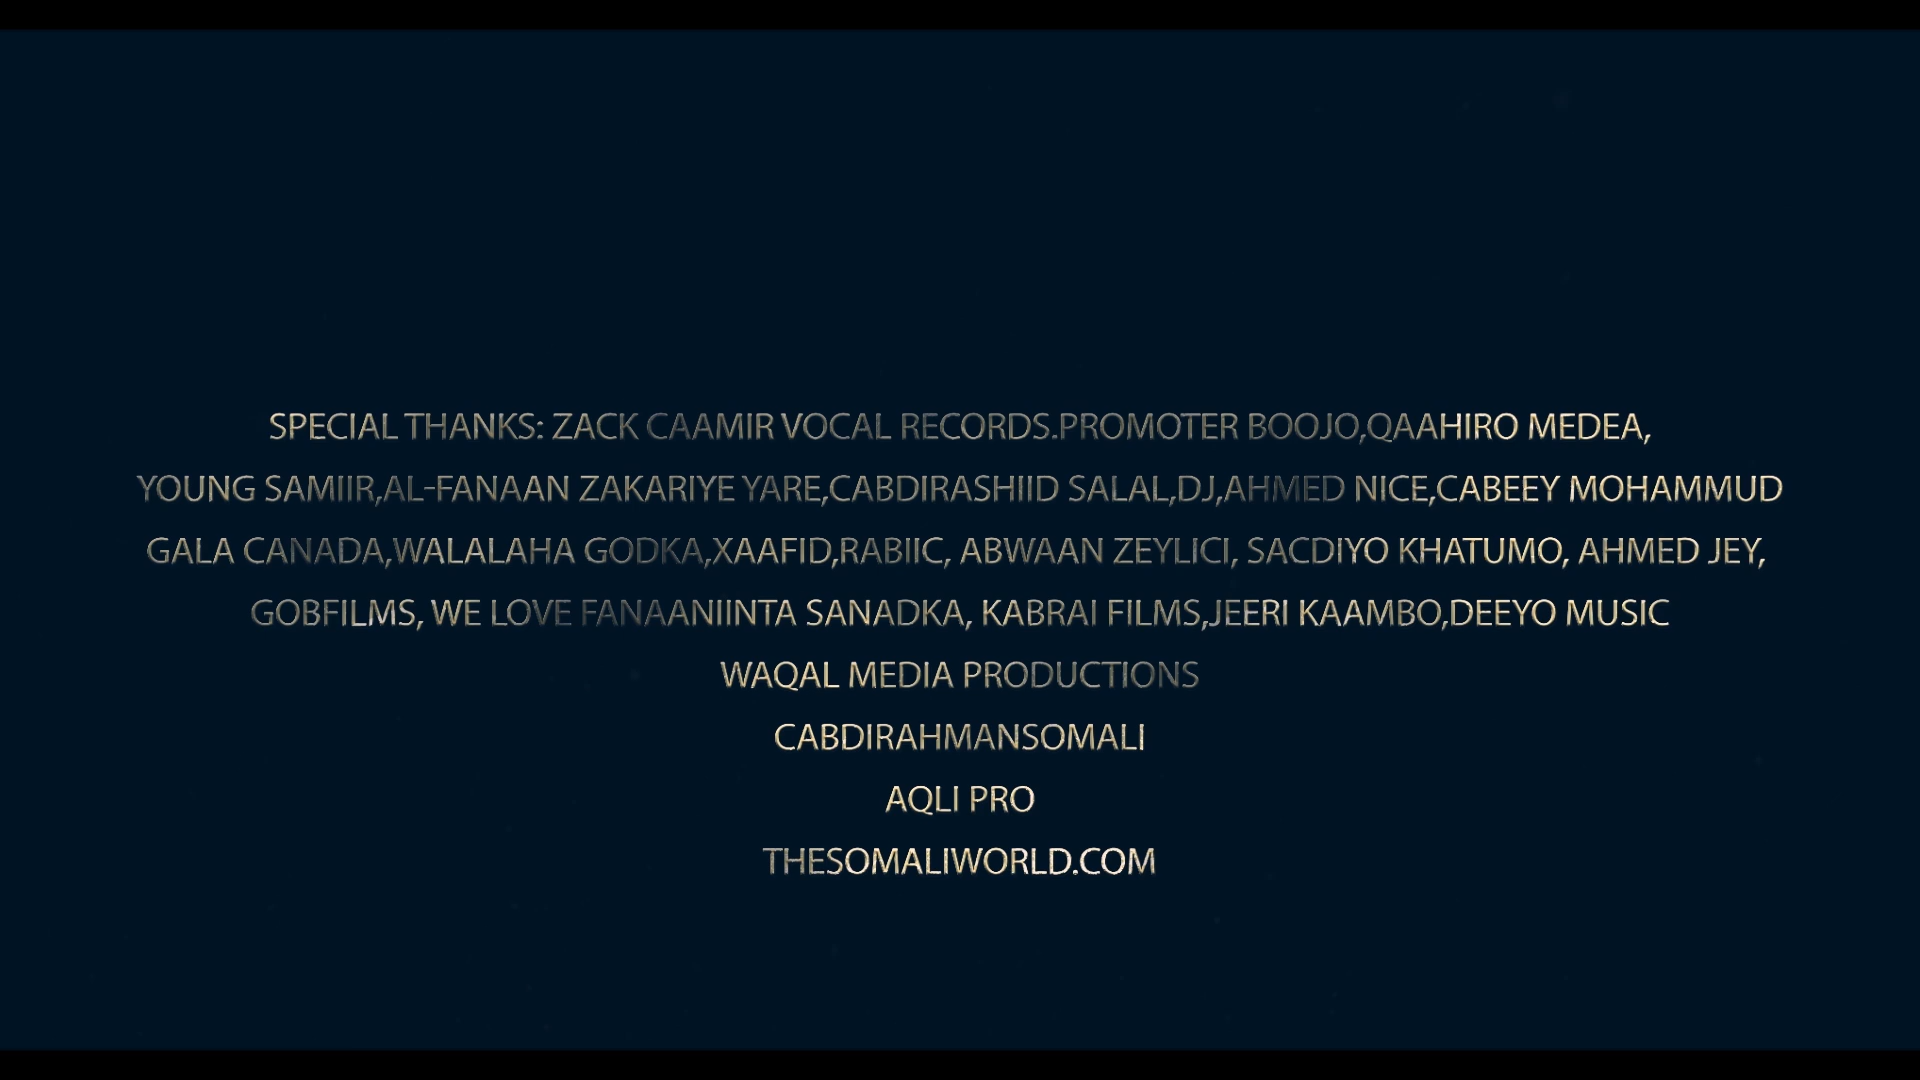 SPECIAL THANKS: ZACK CAAMIR VOCAL RECORDS.PROMOTER BOOJO,QAAHIRO MEDEA,
YOUNG SAMIIR,AL-FANAAN ZAKARIYE YARE,CABDIRASHIID SALAL,DJ,AHMED NICE,CABEEY MOHAMMUD
GALA CANADA,WALALAHA GODKA,XAAFID,RABIIC, ABWAAN ZEYLICI, SACDIYO KHATUMO, AHMED JEY,
GOBFILMS, WE LOVE FANAANIINTA SANADKA, KABRAI FILMS,JEERI KAAMBO,DEEYO MUSIC
WAQAL MEDIA PRODUCTIONS
CABDIRAHMANSOMALI
AQLI PRO
THESOMALIWORLD.COM